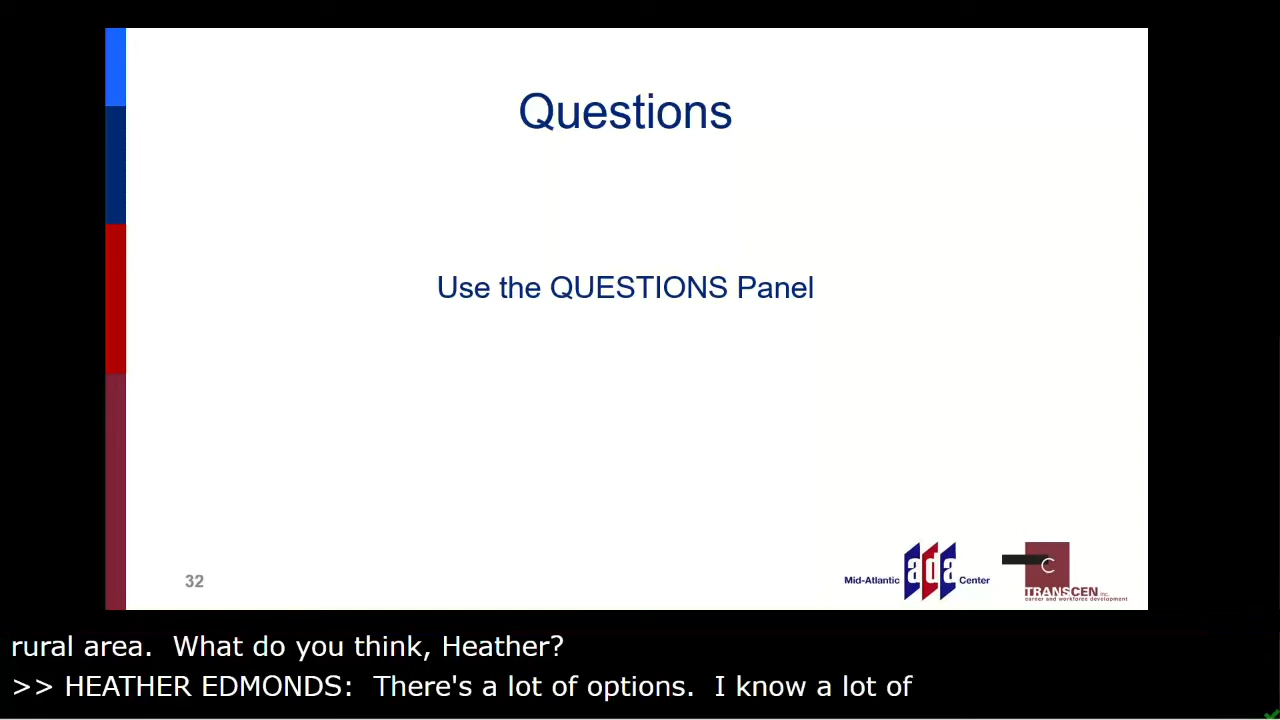 Questions
Use the QUESTIONS Panel
32
Mid-Atlantic ada Center
C
TRANSCEN inc.
career and workforce development
rural area.  What do you think, Heather?
>> HEATHER EDMONDS:  There's a lot of options.  I know a lot of